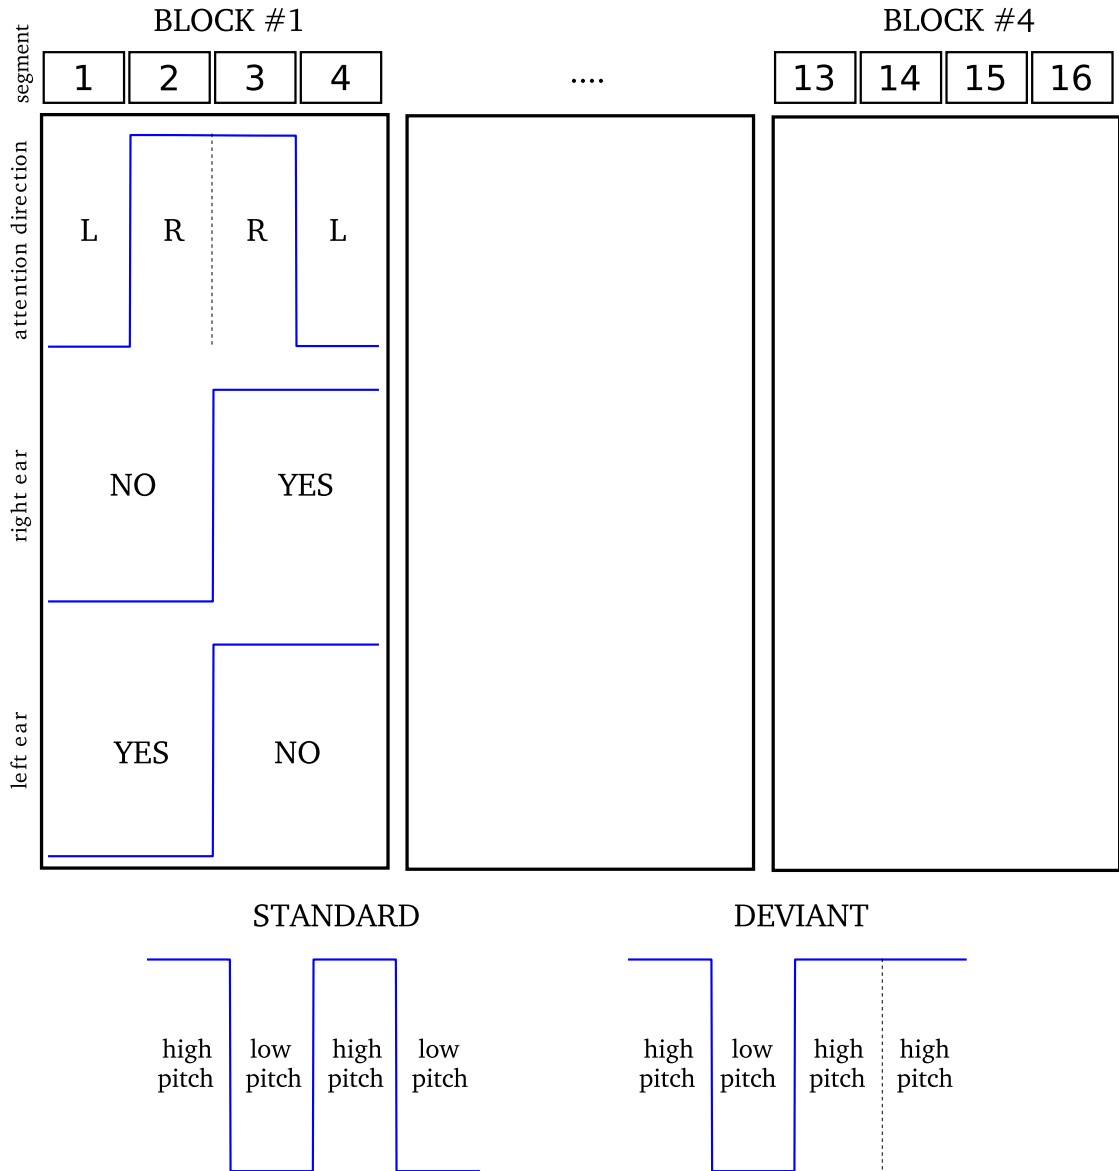 BLOCK #1
BLOCK #4
segment
1 2 3 4
....
13 14 15 16
attention direction
L R R L
right ear
NO YES
left ear
YES NO
STANDARD
DEVIANT
high pitch
low pitch
high pitch
low pitch
high pitch
low pitch
high pitch
high pitch